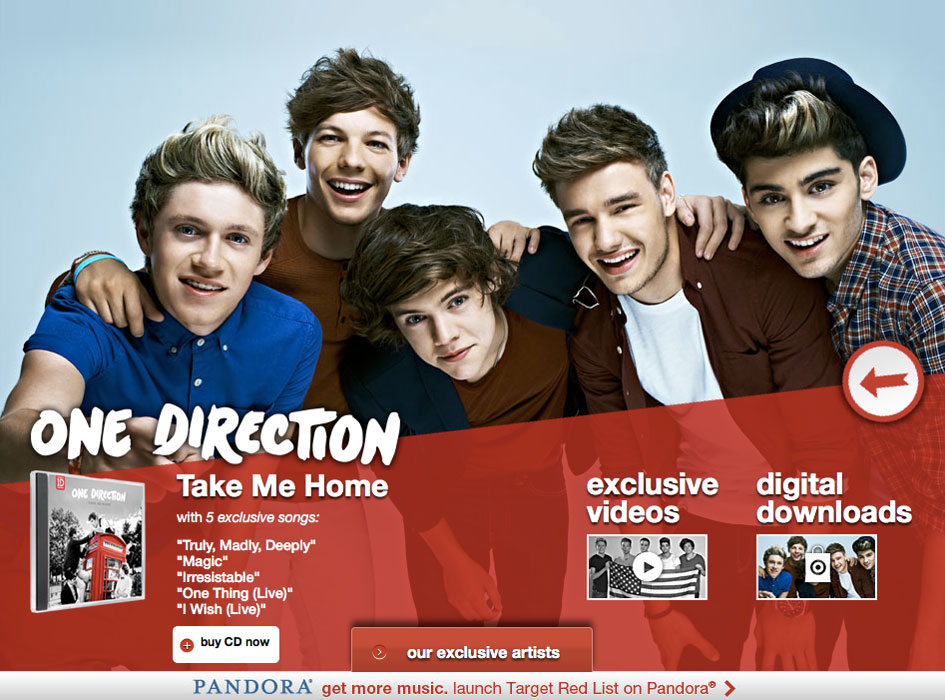 ONE DIRECTION
Take Me Home
with 5 exclusive songs:
"Truly, Madly, Deeply"
"Magic"
"Irresistable"
"One Thing (Live)"
"I Wish (Live)"
buy CD now
1D
ONE DIRECTION
exclusive
videos
digital
downloads
our exclusive artists
PANDORA® get more music. launch Target Red List on Pandora®